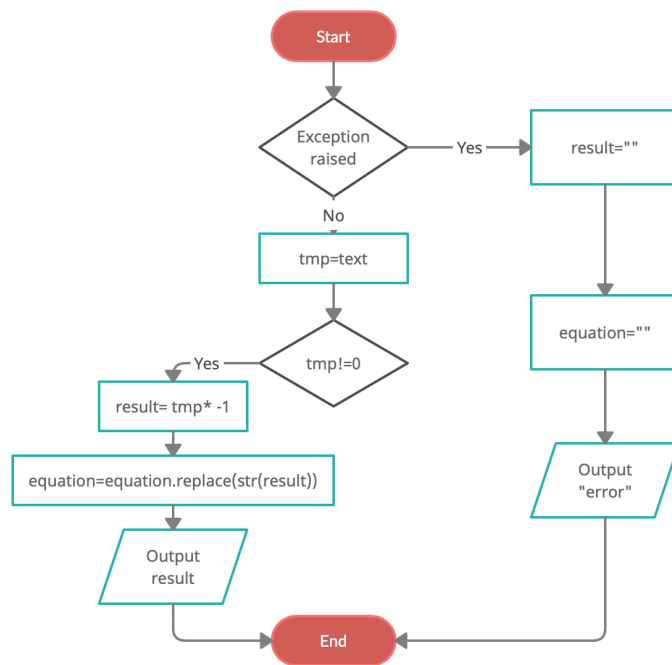 Start
Exception
raised
Yes
result=""
No
tmp=text
equation=""
tmp!=0
Yes
result= tmp* -1
equation=equation.replace(str(result))
Output
"error"
Output
result
End